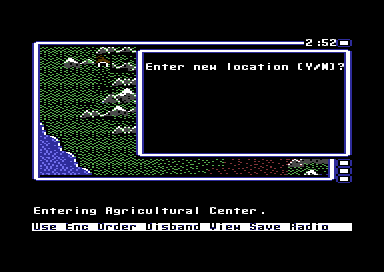 2:52
Enter new location (Y/N)?
Entering Agricultural Center.
Use Enc Order Disband View Save Radio